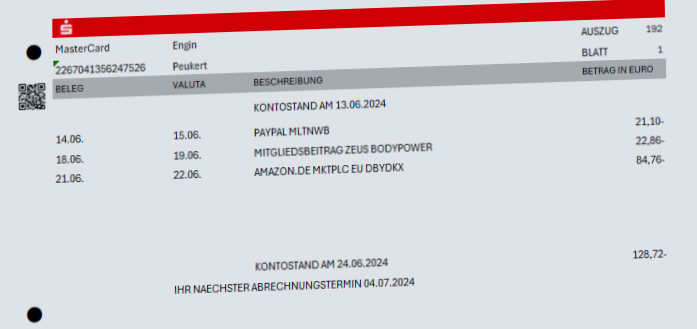 MasterCard Engin AUSZUG 192
2267041356247526 Peukert BLATT 1
BELEG VALUTA BESCHREIBUNG BETRAG IN EURO
KONTOSTAND AM 13.06.2024
14.06. 15.06. PAYPAL MLTNWB 21,10-
18.06. 19.06. MITGLIEDSBEITRAG ZEUS BODYPOWER 22,86-
21.06. 22.06. AMAZON.DE MKTPLC EU DBYDKX 84,76-
KONTOSTAND AM 24.06.2024 128,72-
IHR NAECHSTER ABRECHNUNGSTERMIN 04.07.2024